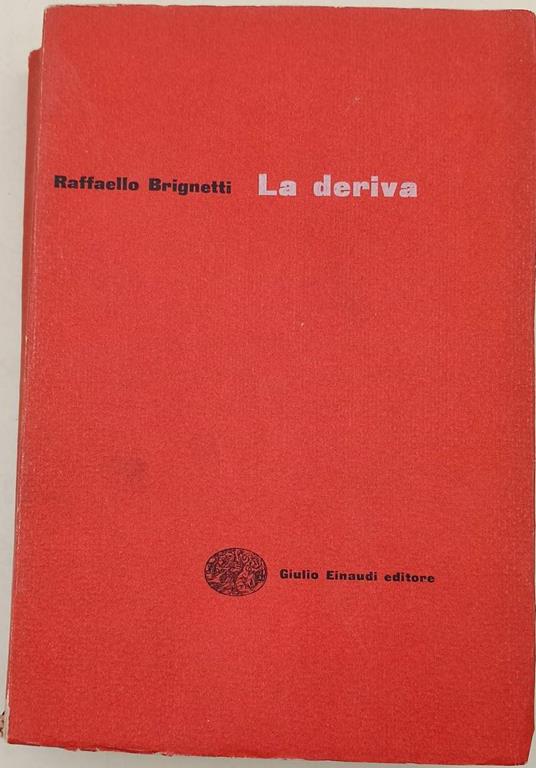 Raffaello Brignetti La deriva
Giulio Einaudi editore